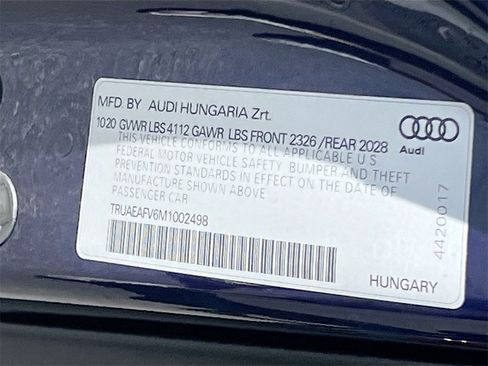 MFD. BY AUDI HUNGARIA Zrt.
1020 GVWR LBS 4112 GAWR LBS FRONT 2326 / REAR 2028
THIS VEHICLE CONFORMS TO ALL APPLICABLE U S
FEDERAL MOTOR VEHICLE SAFETY BUMPER AND THEFT
PREVENTION STANDARDS IN EFFECT ON THE DATE OF
MANUFACTURE SHOWN ABOVE
PASSENGER CAR
TRUAEAFV6M1002498
Audi
4420017
HUNGARY